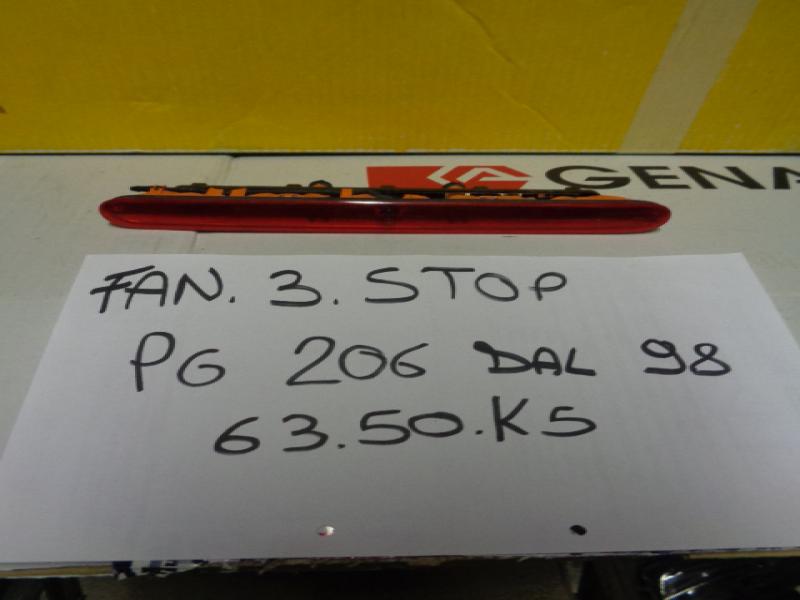 GENA
FAN. 3. STOP
PG 206 DAL 98
63.50.K5